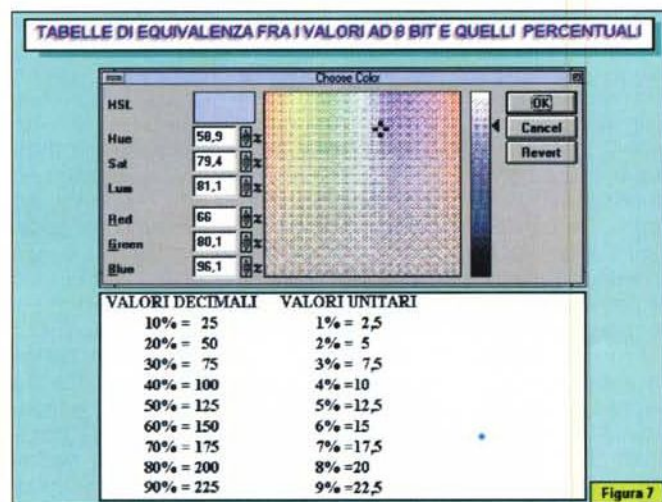 TABELLE DI EQUIVALENZA FRA I VALORI AD 8 BIT E QUELLI PERCENTUALI
Choose Color
HSL
OK
Hue 58,9 %
Cancel
Sat 79,4 %
Revert
Lum 81,1 %
Red 66 %
Green 80,1 %
Blue 96,1 %
VALORI DECIMALI VALORI UNITARI
10% = 25 1% = 2,5
20% = 50 2% = 5
30% = 75 3% = 7,5
40% = 100 4% =10
50% = 125 5% =12,5
60% = 150 6% =15
70% = 175 7% =17,5
80% = 200 8% =20
90% = 225 9% =22,5
Figura 7